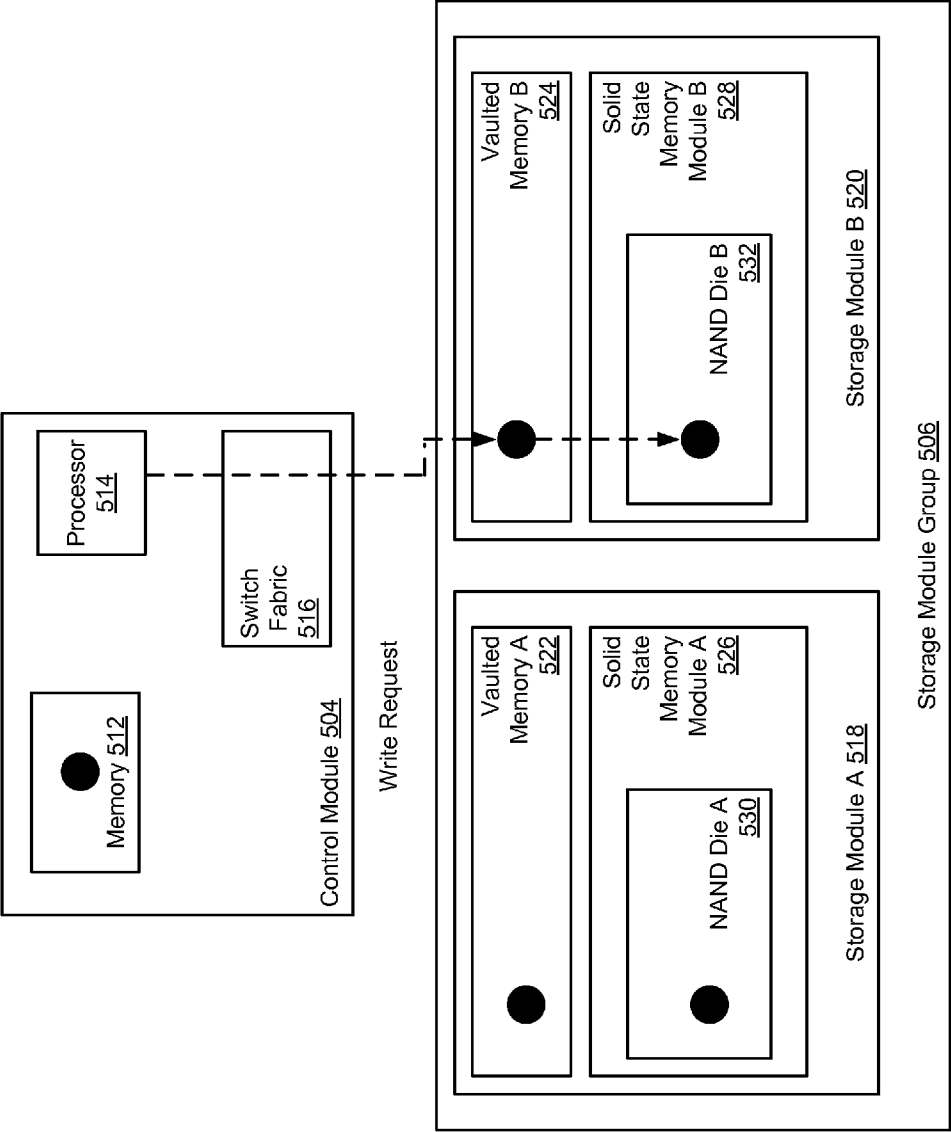 Memory 512
Processor
514
Switch
Fabric
516
Control Module 504
Write Request
Vaulted
Memory A
522
Solid
State
Memory
Module A
526
NAND Die A
530
Storage Module A 518
Vaulted
Memory B
524
Solid
State
Memory
Module B
528
NAND Die B
532
Storage Module B 520
Storage Module Group 506